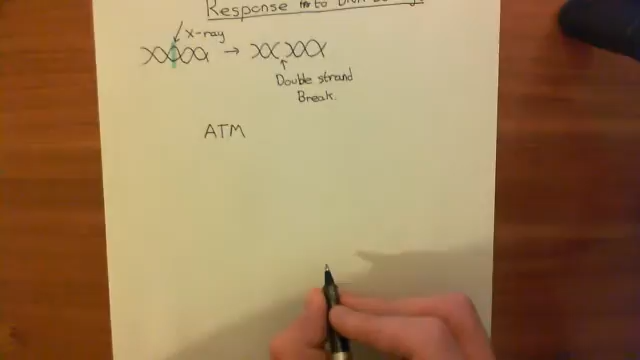 Response to DNA
X-ray
Double strand
Break.
ATM